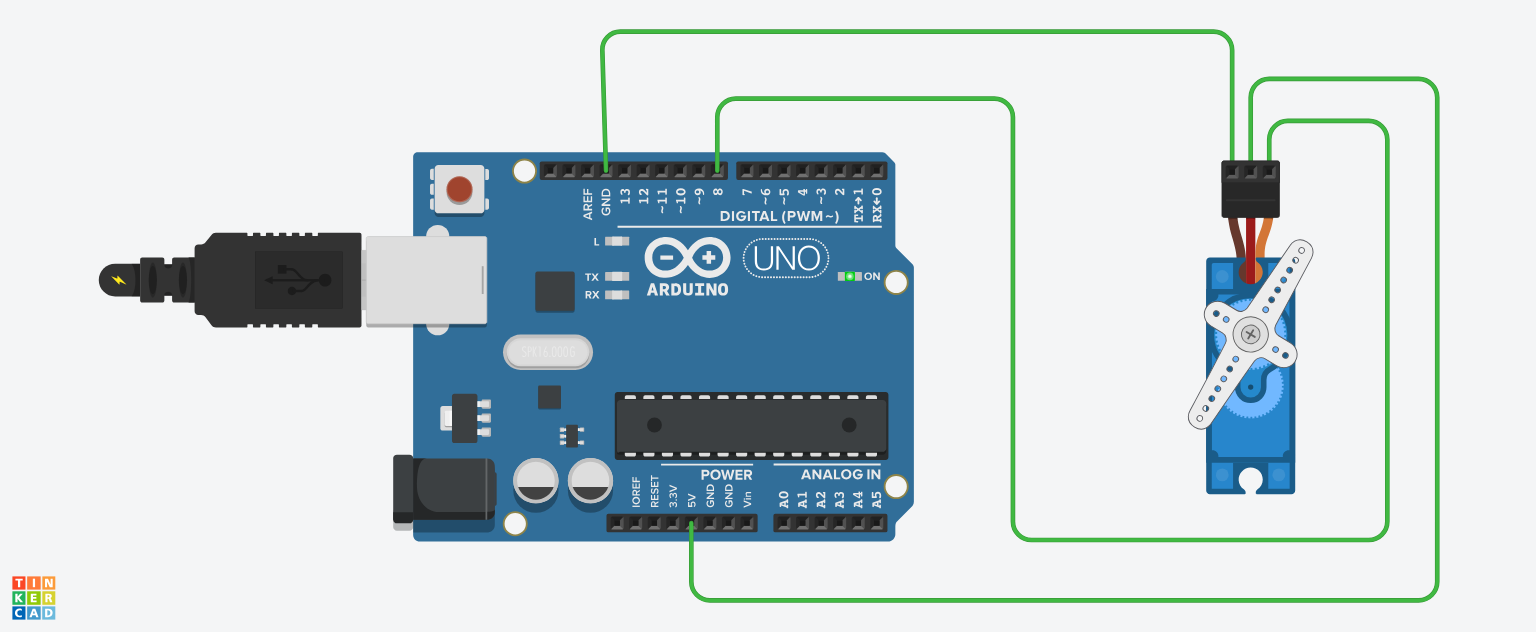 AREF
GND
13
12
~11
~10
~9
8
7
~6
~5
4
~3
2
TX→1
RX←0
DIGITAL (PWM~)
L
TX
RX
ARDUINO
UNO
ON
SPK16.000G
POWER
ANALOG IN
IOREF
RESET
3.3V
5V
GND
GND
Vin
A0
A1
A2
A3
A4
A5
TIN
KER
CAD